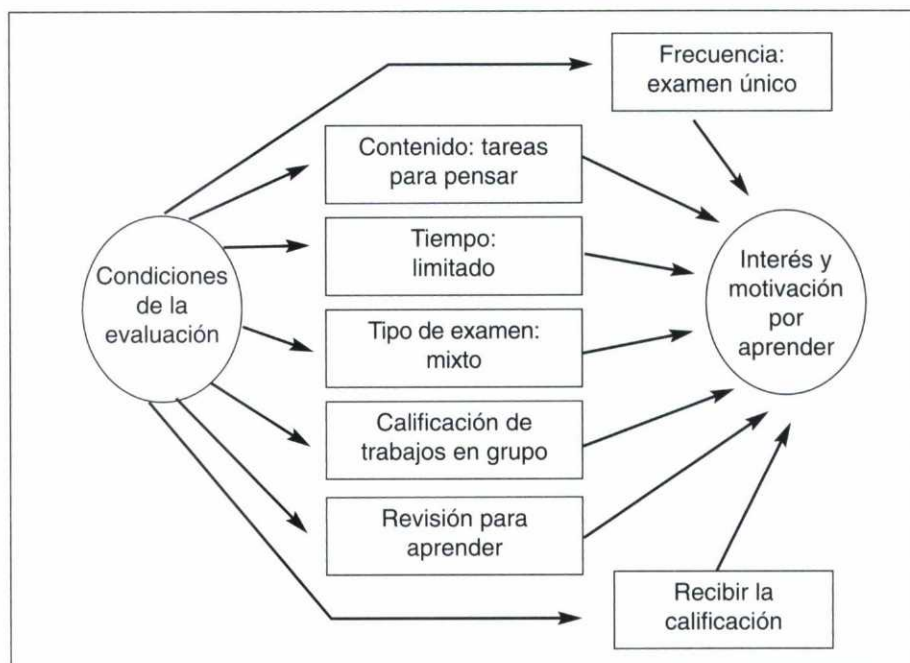 Frecuencia:
examen único
Contenido: tareas
para pensar
Tiempo:
limitado
Condiciones
de la
evaluación
Interés y
motivación
por
aprender
Tipo de examen:
mixto
Calificación de
trabajos en grupo
Revisión para
aprender
Recibir la
calificación